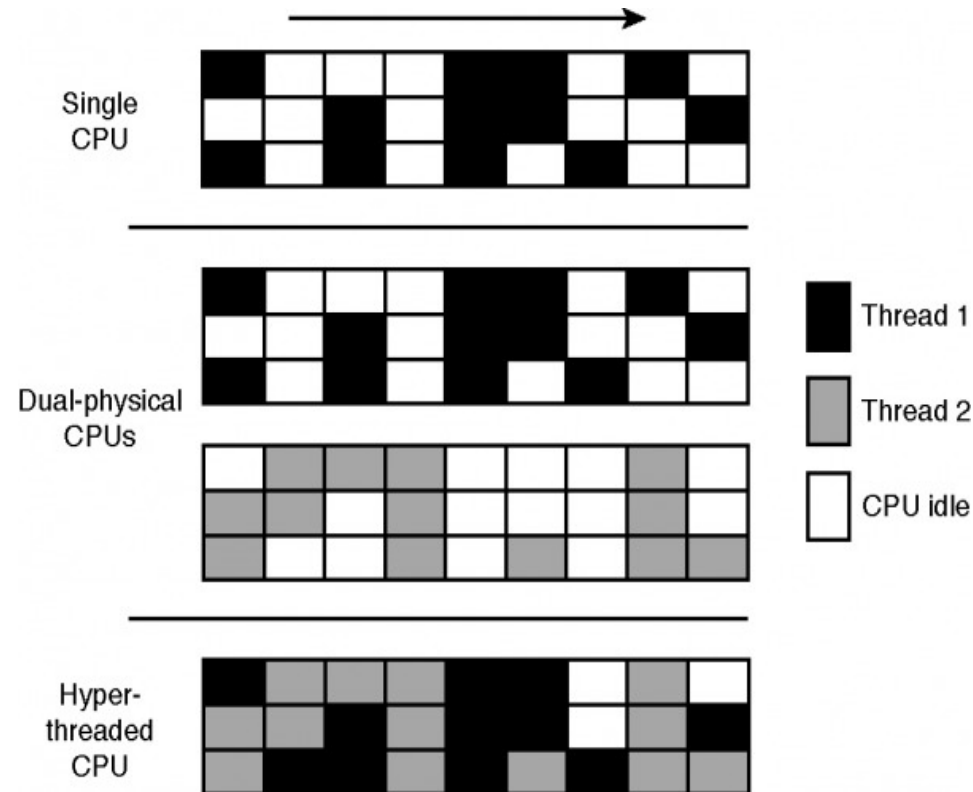 Single
CPU
Dual-physical
CPUs
Thread 1
Thread 2
CPU idle
Hyper-
threaded
CPU